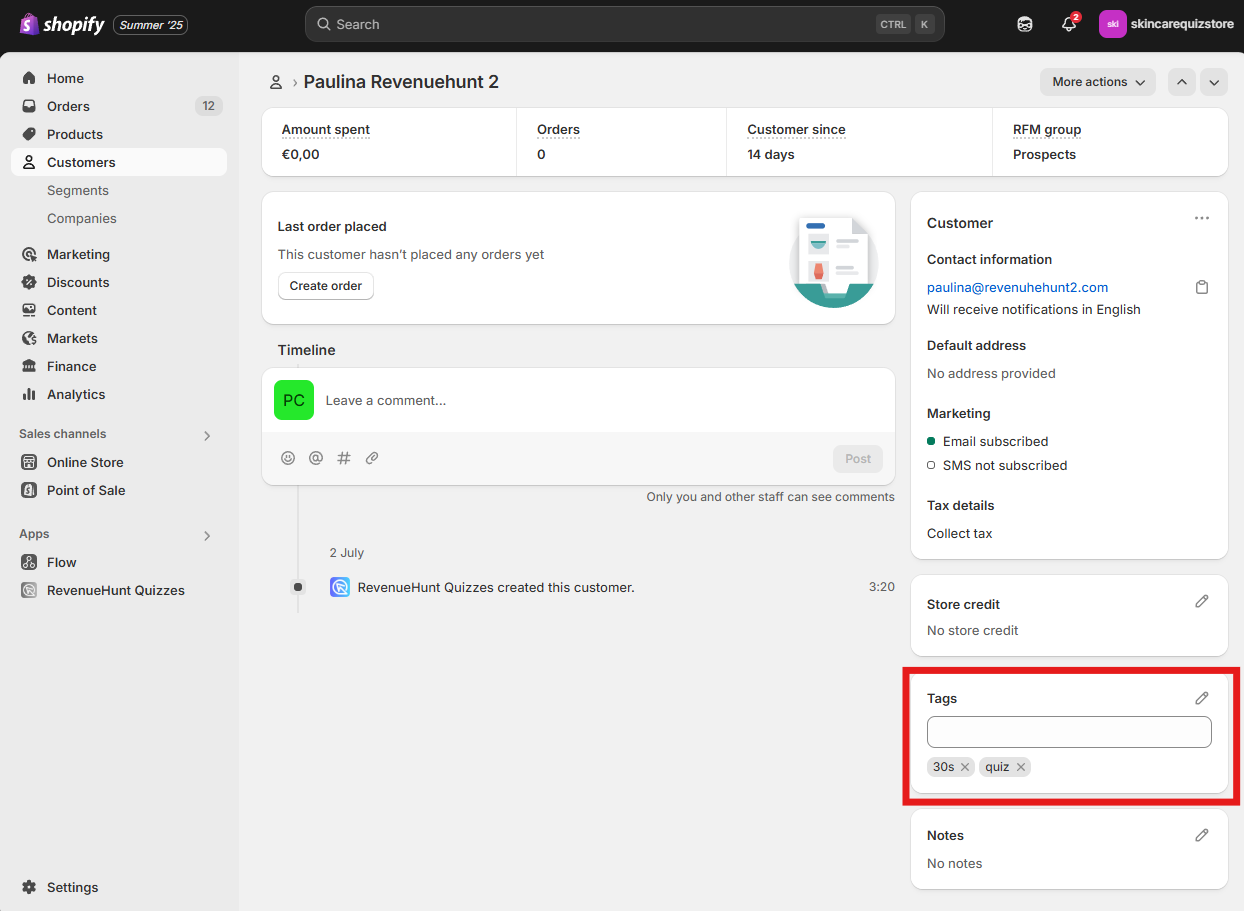 shopify Summer '25
Search CTRL K
2
ski skincarequizstore
Home
Orders 12
Products
Customers
Segments
Companies
Marketing
Discounts
Content
Markets
Finance
Analytics
Sales channels
Online Store
Point of Sale
Apps
Flow
RevenueHunt Quizzes
Settings
› Paulina Revenuehunt 2
More actions
Amount spent
€0,00
Orders
0
Customer since
14 days
RFM group
Prospects
Last order placed
This customer hasn’t placed any orders yet
Create order
Timeline
PC Leave a comment...
Post
Only you and other staff can see comments
2 July
RevenueHunt Quizzes created this customer. 3:20
Customer
Contact information
paulina@revenuhehunt2.com
Will receive notifications in English
Default address
No address provided
Marketing
Email subscribed
SMS not subscribed
Tax details
Collect tax
Store credit
No store credit
Tags
30s quiz
Notes
No notes